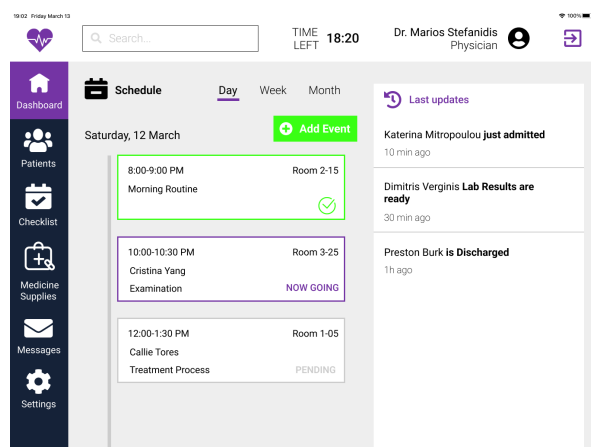 19:02 Friday March 13
100%
Search...
TIME LEFT 18:20
Dr. Marios Stefanidis
Physician
Dashboard
Patients
Checklist
Medicine
Supplies
Messages
Settings
Schedule
Day Week Month
Saturday, 12 March
Add Event
8:00-9:00 PM Room 2-15
Morning Routine
10:00-10:30 PM Room 3-25
Cristina Yang
Examination NOW GOING
12:00-1:30 PM Room 1-05
Callie Tores
Treatment Process PENDING
Last updates
Katerina Mitropoulou just admitted
10 min ago
Dimitris Verginis Lab Results are
ready
30 min ago
Preston Burk is Discharged
1h ago